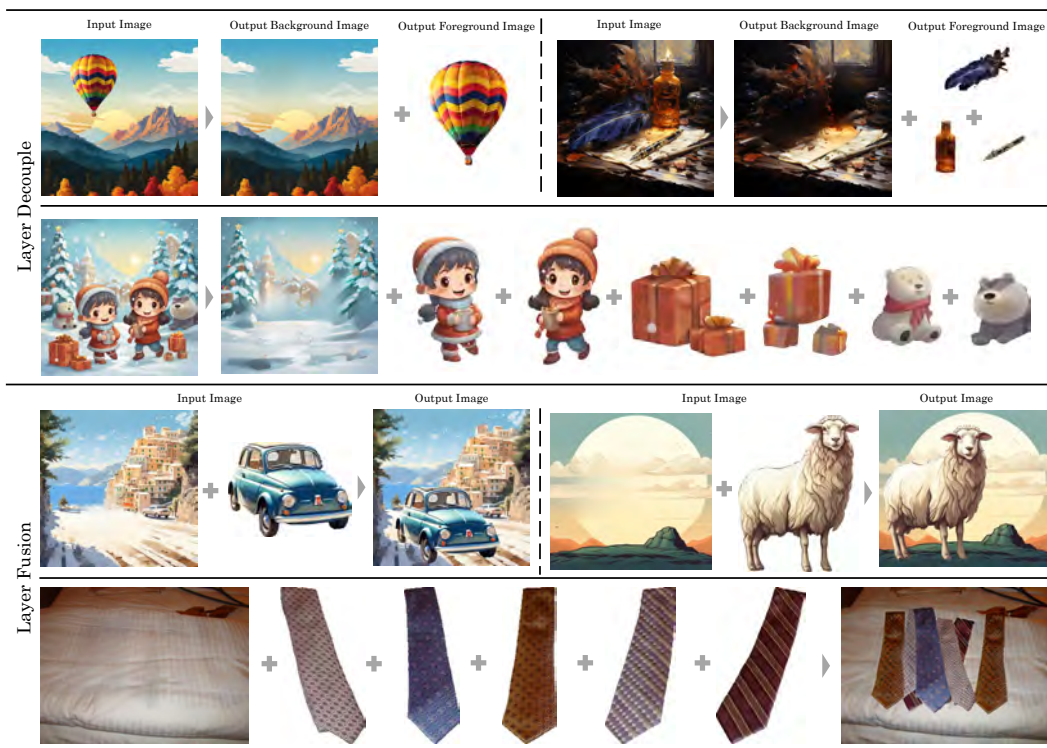 Input Image
Output Background Image
Output Foreground Image
Input Image
Output Background Image
Output Foreground Image
Layer Decouple
Input Image
Output Image
Input Image
Output Image
Layer Fusion